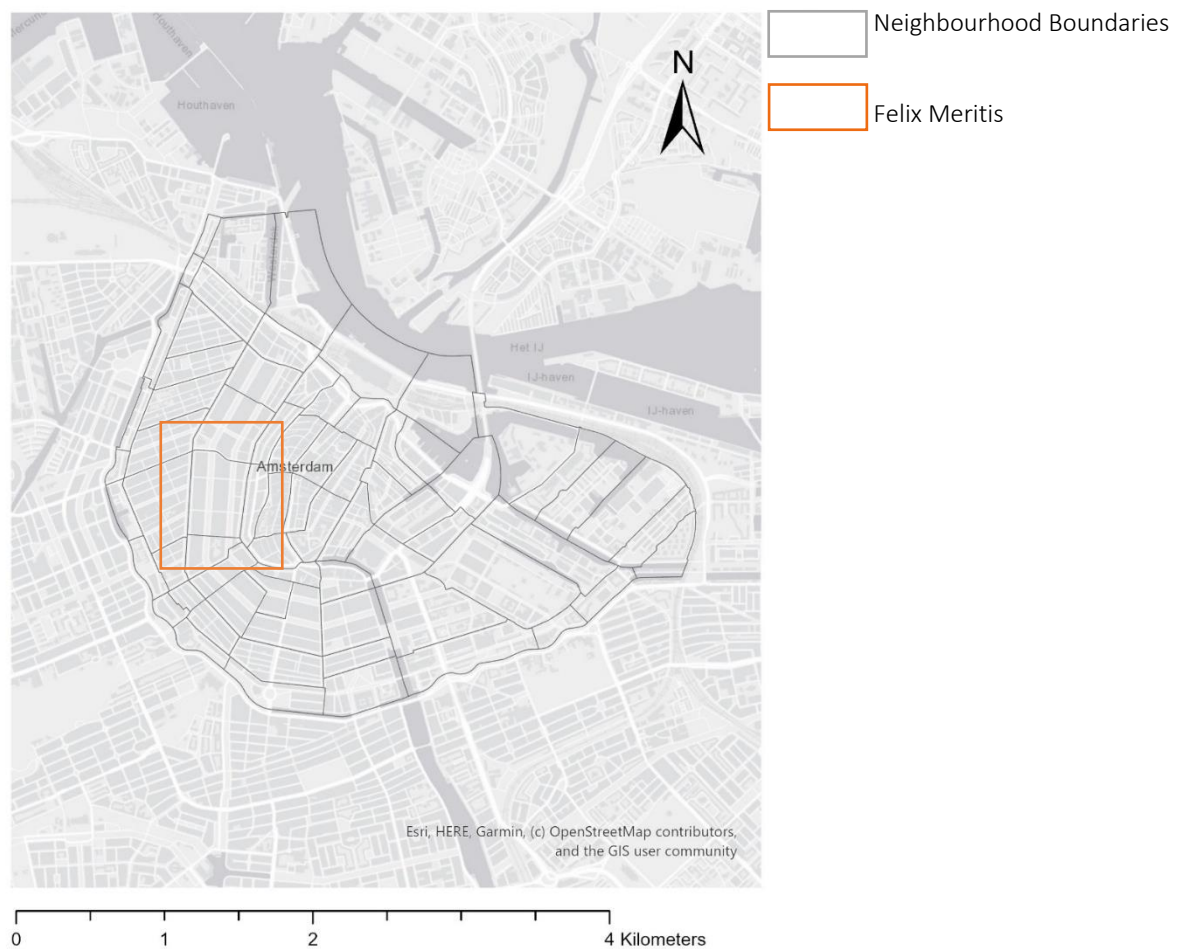 Neighbourhood Boundaries
Felix Meritis
N
Houthaven
Houthaven
Het IJ
IJ-haven
IJ-haven
Amsterdam
Esri, HERE, Garmin, (c) OpenStreetMap contributors,
and the GIS user community
0 1 2 4 Kilometers